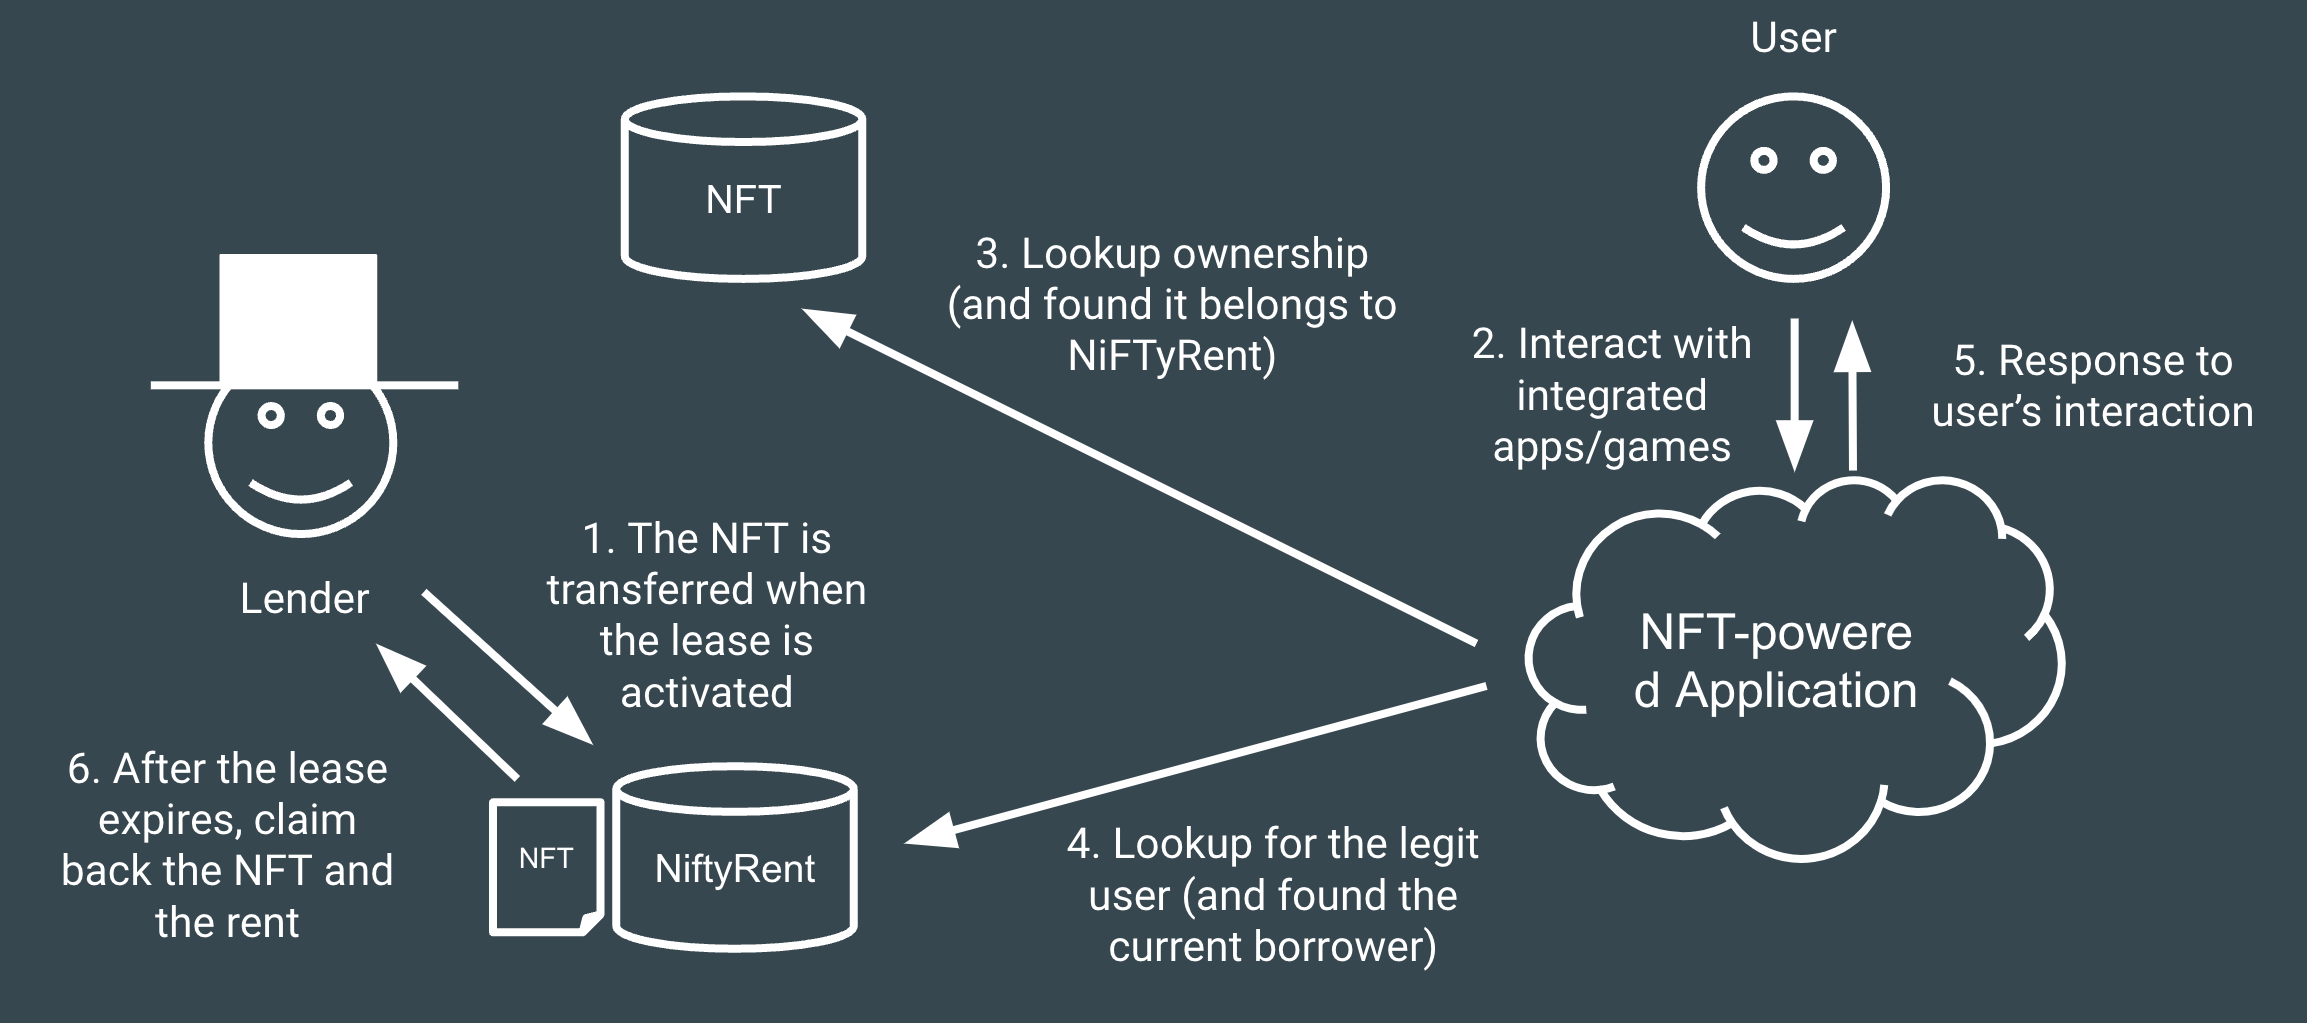 User
NFT
3. Lookup ownership
(and found it belongs to
NiFTyRent)
2. Interact with
integrated
apps/games
5. Response to
user’s interaction
Lender
1. The NFT is
transferred when
the lease is
activated
NFT-powere
d Application
6. After the lease
expires, claim
back the NFT and
the rent
NFT
NiftyRent
4. Lookup for the legit
user (and found the
current borrower)